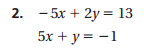 2. −5x + 2y = 13
5x + y = −1